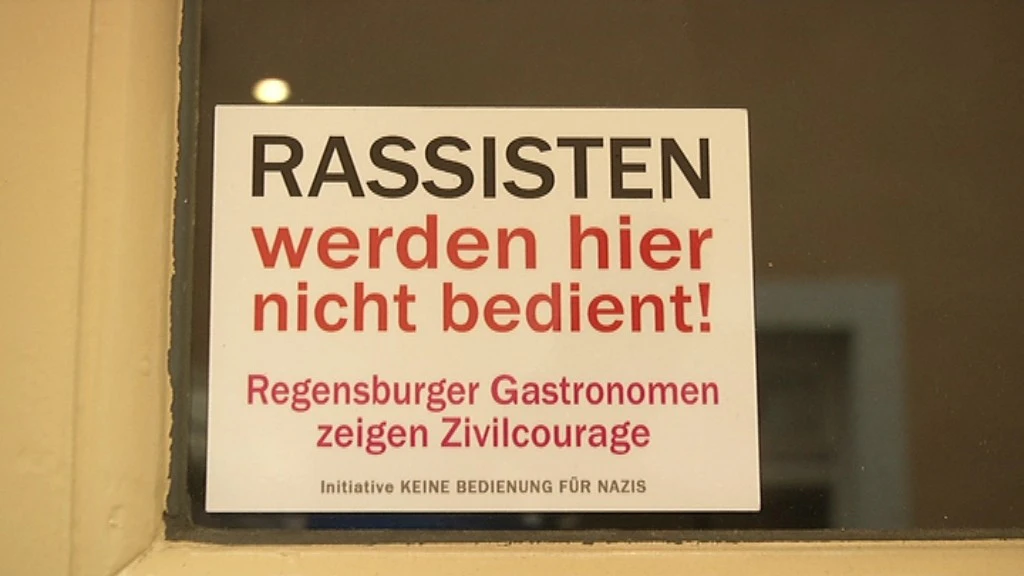 RASSISTEN
werden hier
nicht bedient!
Regensburger Gastronomen
zeigen Zivilcourage
Initiative KEINE BEDIENUNG FÜR NAZIS